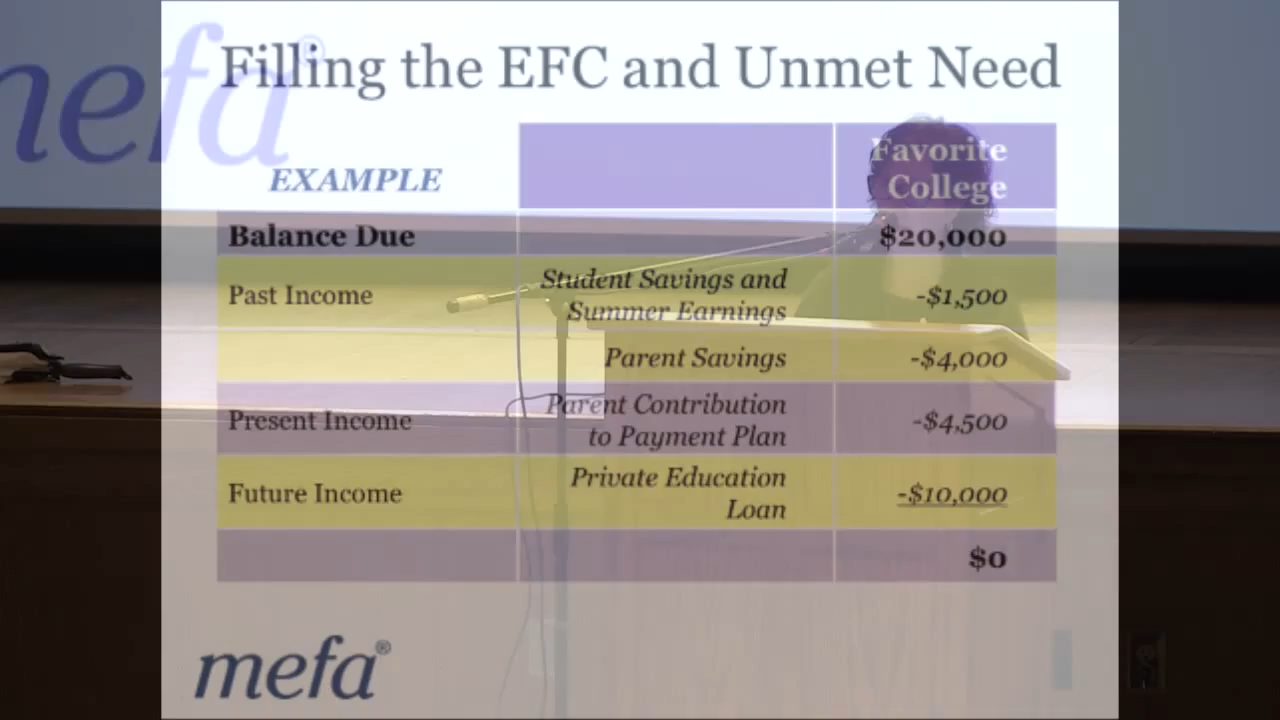 mefa®
Filling the EFC and Unmet Need
EXAMPLE
Favorite
College
Balance Due
$20,000
Past Income
Student Savings and
Summer Earnings
-$1,500
Parent Savings
-$4,000
Present Income
Parent Contribution
to Payment Plan
-$4,500
Future Income
Private Education
Loan
-$10,000
$0
mefa®